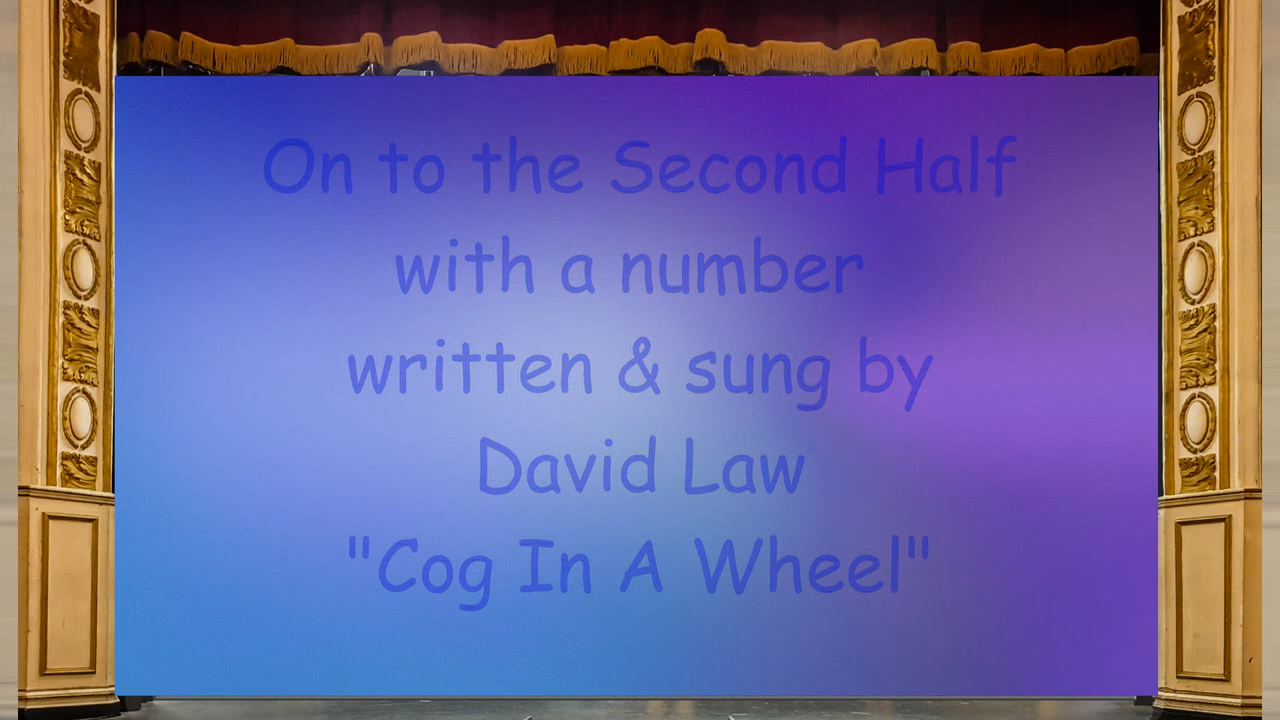 On to the Second Half
with a number
written & sung by
David Law
"Cog In A Wheel"